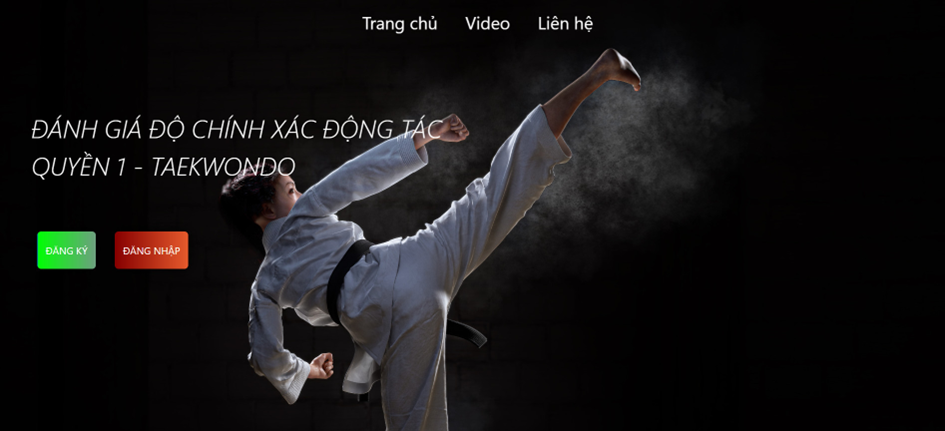 Trang chủ Video Liên hệ
ĐÁNH GIÁ ĐỘ CHÍNH XÁC ĐỘNG TÁC
QUYỀN 1 - TAEKWONDO
ĐĂNG KÝ ĐĂNG NHẬP